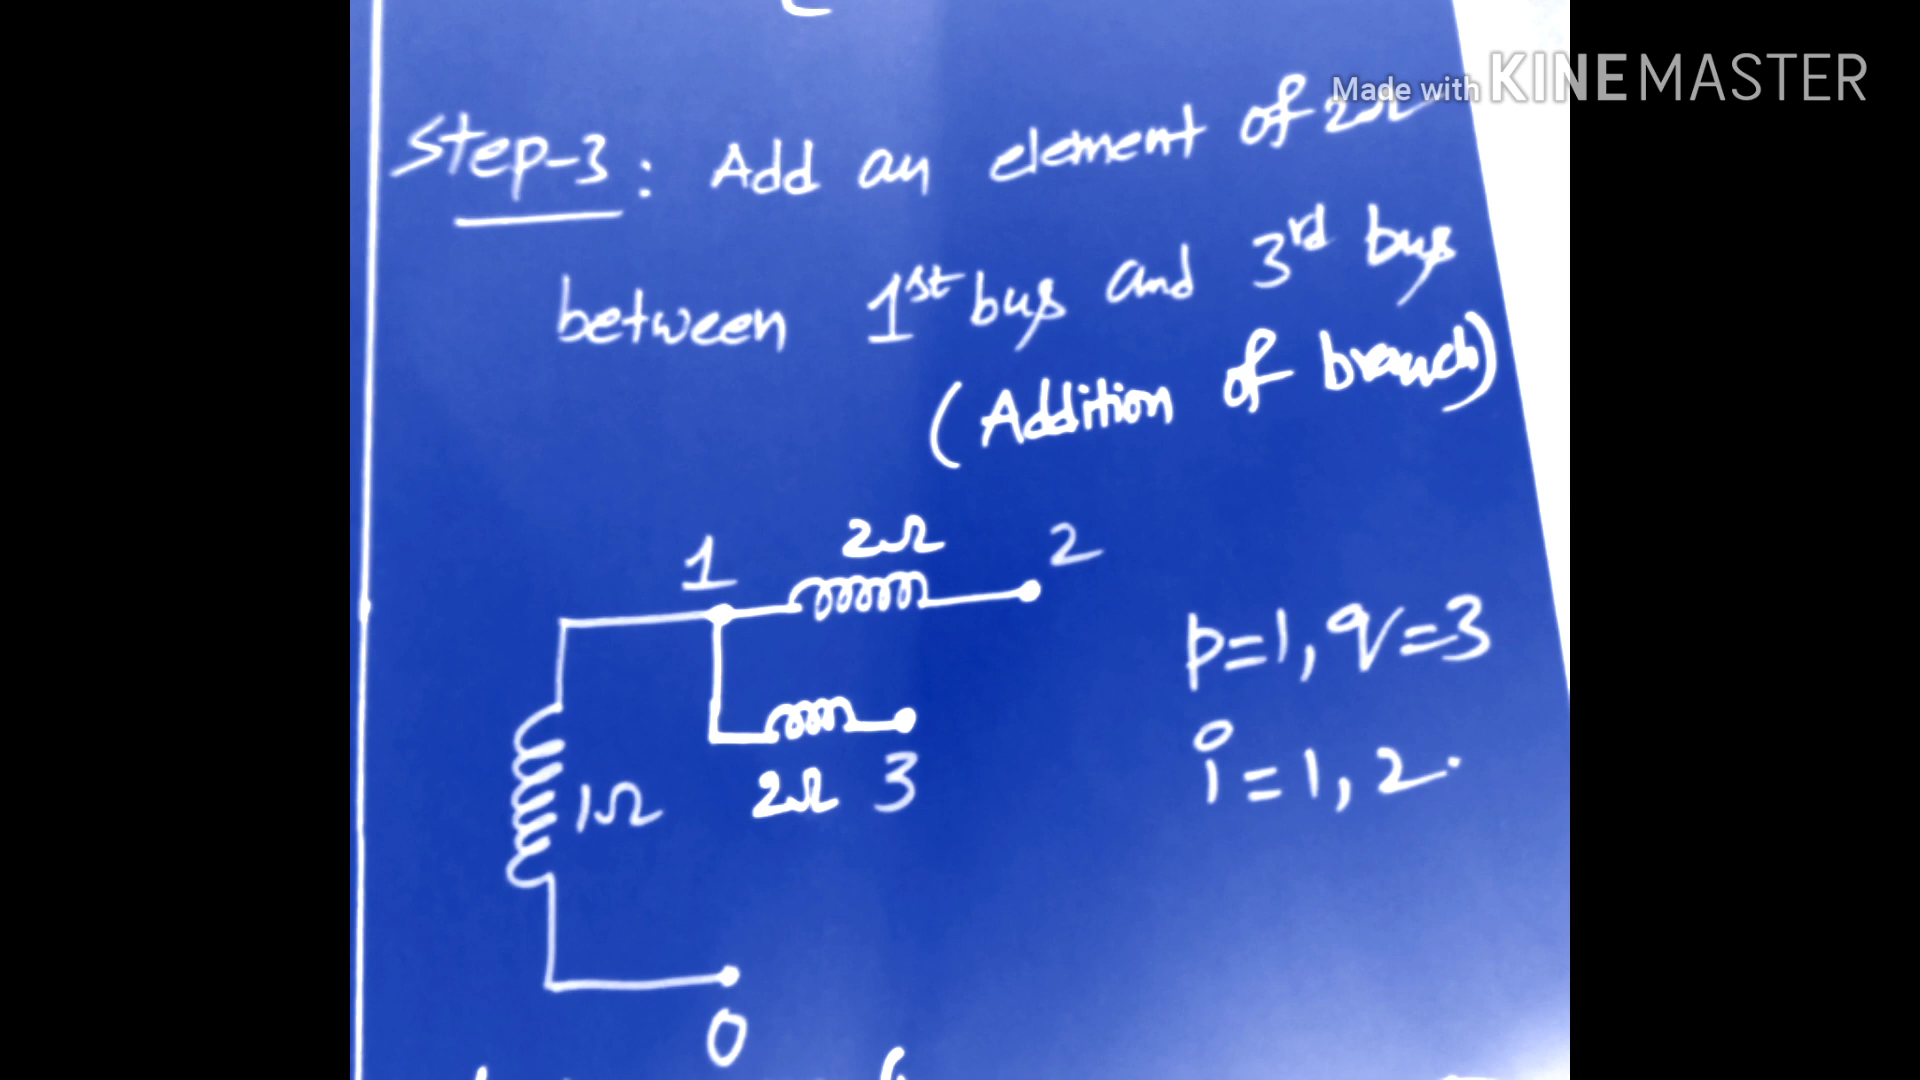 Made with KINEMASTER
Step-3: Add an element of 2Ω
between 1st bus and 3rd bus
(Addition of branch)
1 2Ω 2
p=1, q=3
1Ω 2Ω 3
i=1, 2.
0